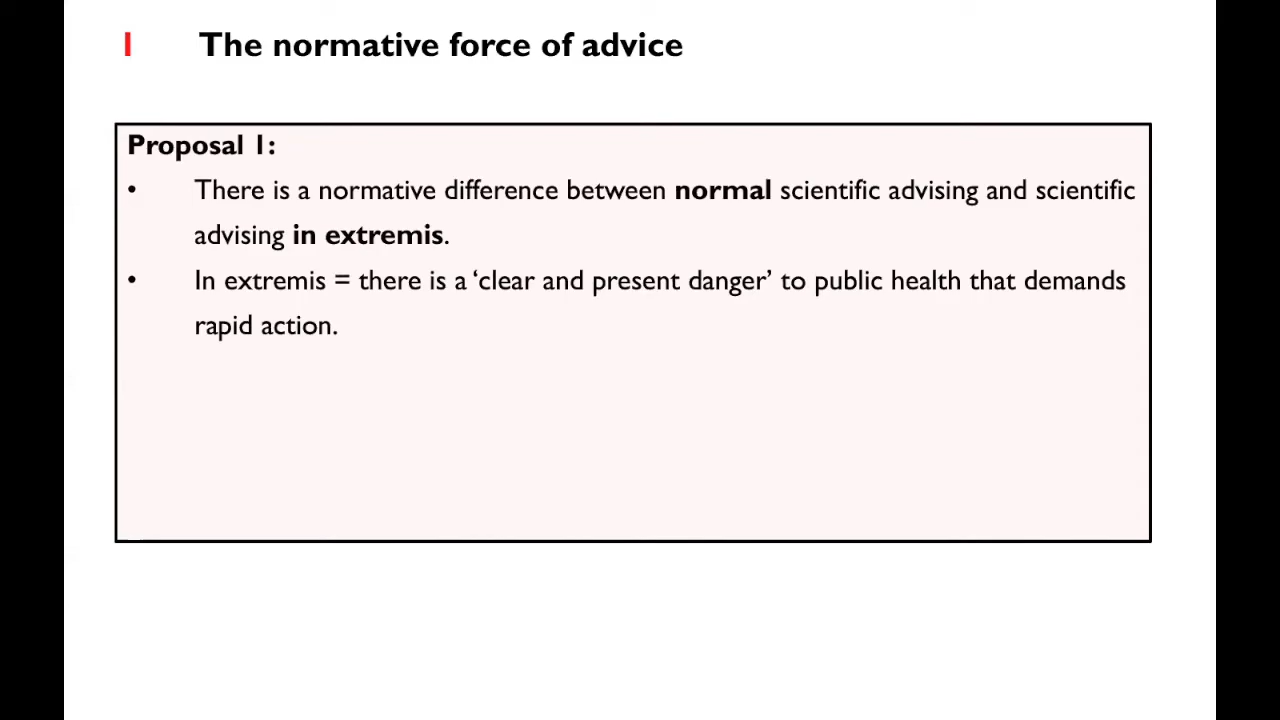 1 The normative force of advice
Proposal 1:
• There is a normative difference between normal scientific advising and scientific
advising in extremis.
• In extremis = there is a ‘clear and present danger’ to public health that demands
rapid action.